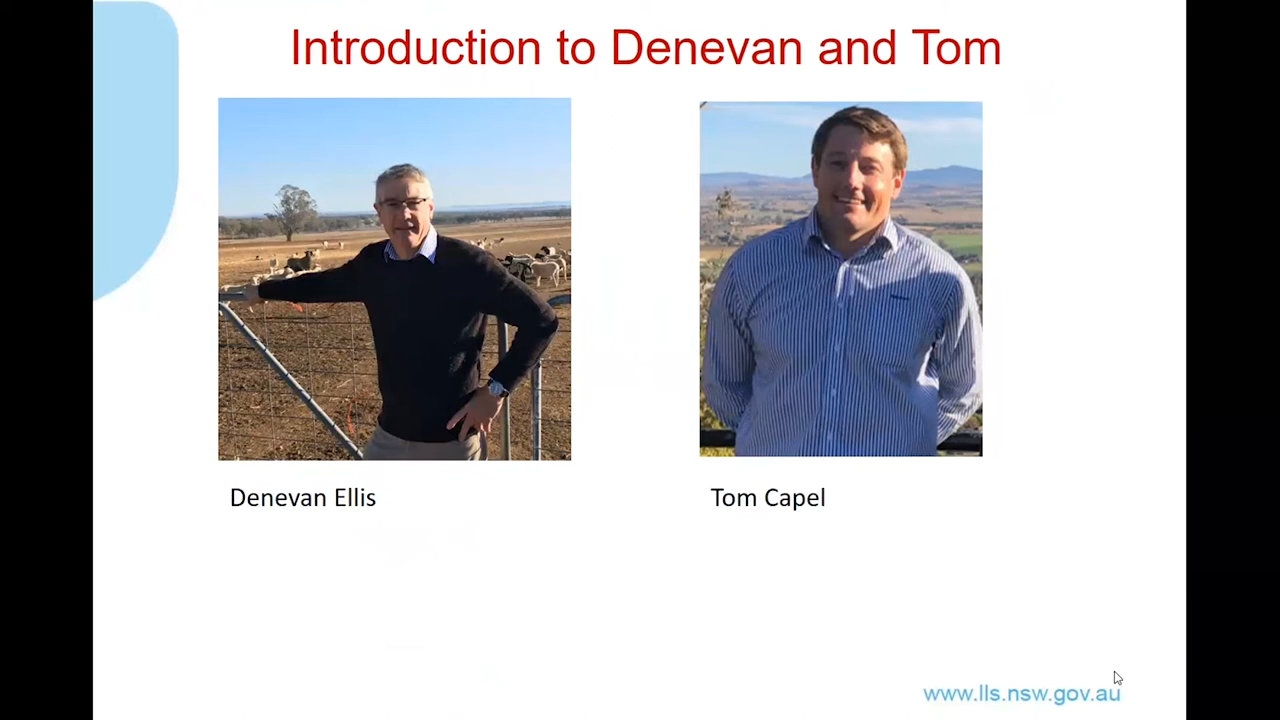 Introduction to Denevan and Tom
Denevan Ellis
Tom Capel
www.lls.nsw.gov.au